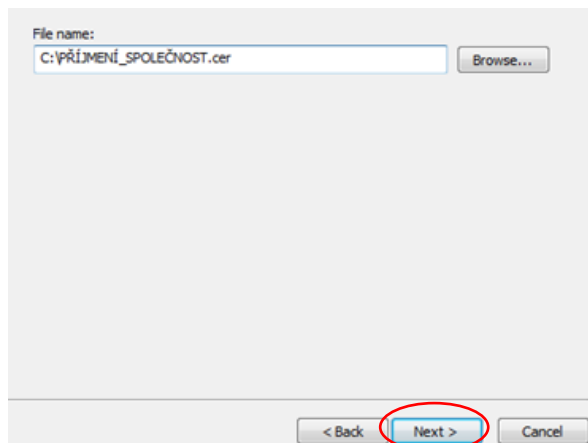 File name:
C:\PŘÍJMENÍ_SPOLEČNOST.cer
Browse...
< Back
Next >
Cancel